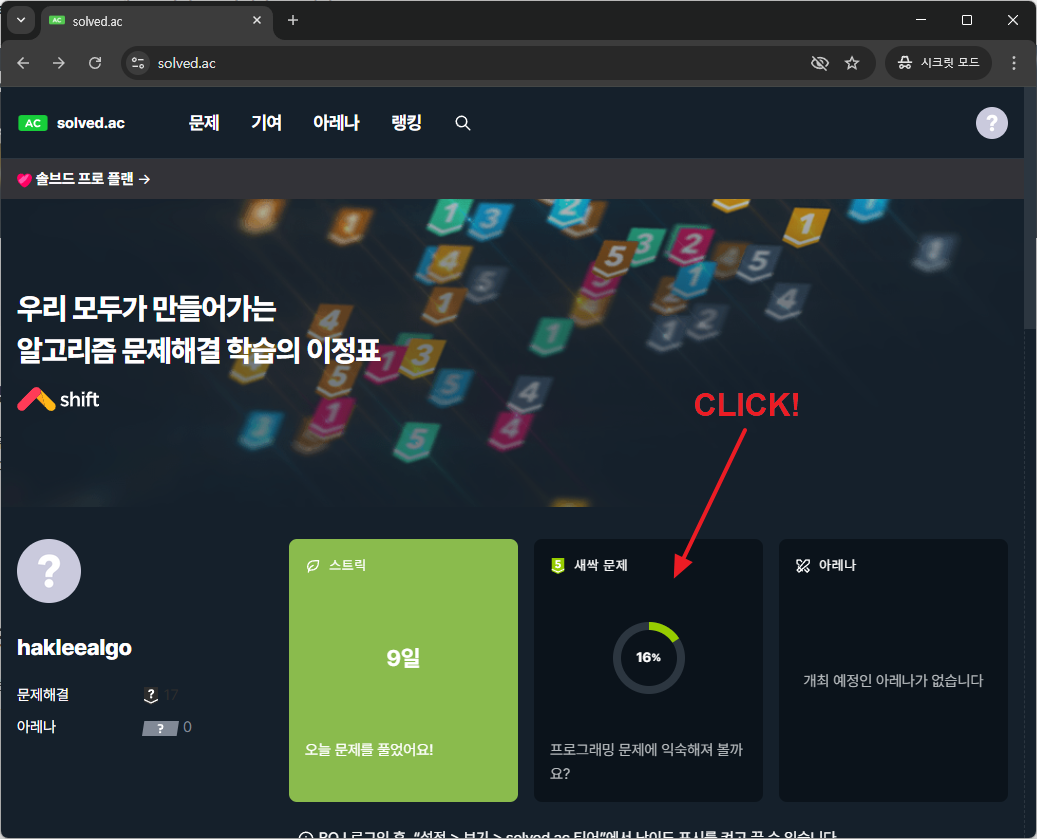 AC solved.ac
solved.ac
시크릿 모드
AC solved.ac 문제 기여 아레나 랭킹 ?
솔브드 프로 플랜 →
우리 모두가 만들어가는
알고리즘 문제해결 학습의 이정표
shift
CLICK!
?
hakleealgo
문제해결 ? 17
아레나 ? 0
스트릭
9일
오늘 문제를 풀었어요!
5 새싹 문제
16%
프로그래밍 문제에 익숙해져 볼까
요?
아레나
개최 예정인 아레나가 없습니다